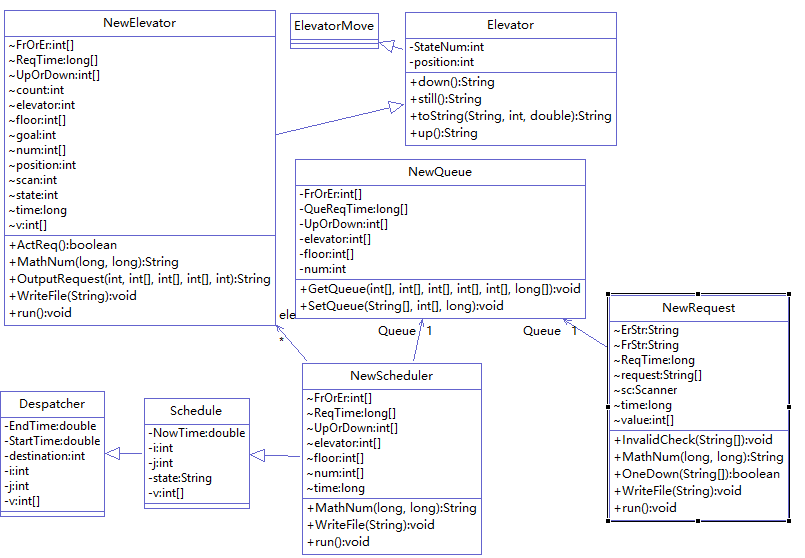 NewElevator
~FrOrEr:int[]
~ReqTime:long[]
~UpOrDown:int[]
~count:int
~elevator:int
~floor:int[]
~goal:int
~num:int[]
~position:int
~scan:int
~state:int
~time:long
~v:int[]
+ActReq():boolean
+MathNum(long, long):String
+OutputRequest(int, int[], int[], int[], int):String
+WriteFile(String):void
+run():void
ElevatorMove
Elevator
-StateNum:int
-position:int
+down():String
+still():String
+toString(String, int, double):String
+up():String
NewQueue
-FrOrEr:int[]
-QueReqTime:long[]
-UpOrDown:int[]
-elevator:int[]
-floor:int[]
-num:int
+GetQueue(int[], int[], int[], int[], int[], long[]):void
+SetQueue(String[], int[], long):void
ele
*
Queue 1
Queue 1
NewRequest
~ErStr:String
~FrStr:String
~ReqTime:long
~request:String[]
~sc:Scanner
~time:long
~value:int[]
+InvalidCheck(String[]):void
+MathNum(long, long):String
+OneDown(String[]):boolean
+WriteFile(String):void
+run():void
NewScheduler
~FrOrEr:int[]
~ReqTime:long[]
~UpOrDown:int[]
~elevator:int[]
~floor:int[]
~num:int[]
~time:long
+MathNum(long, long):String
+WriteFile(String):void
+run():void
Despatcher
-EndTime:double
-StartTime:double
-destination:int
-i:int
-j:int
-v:int[]
Schedule
-NowTime:double
-i:int
-j:int
-state:String
-v:int[]